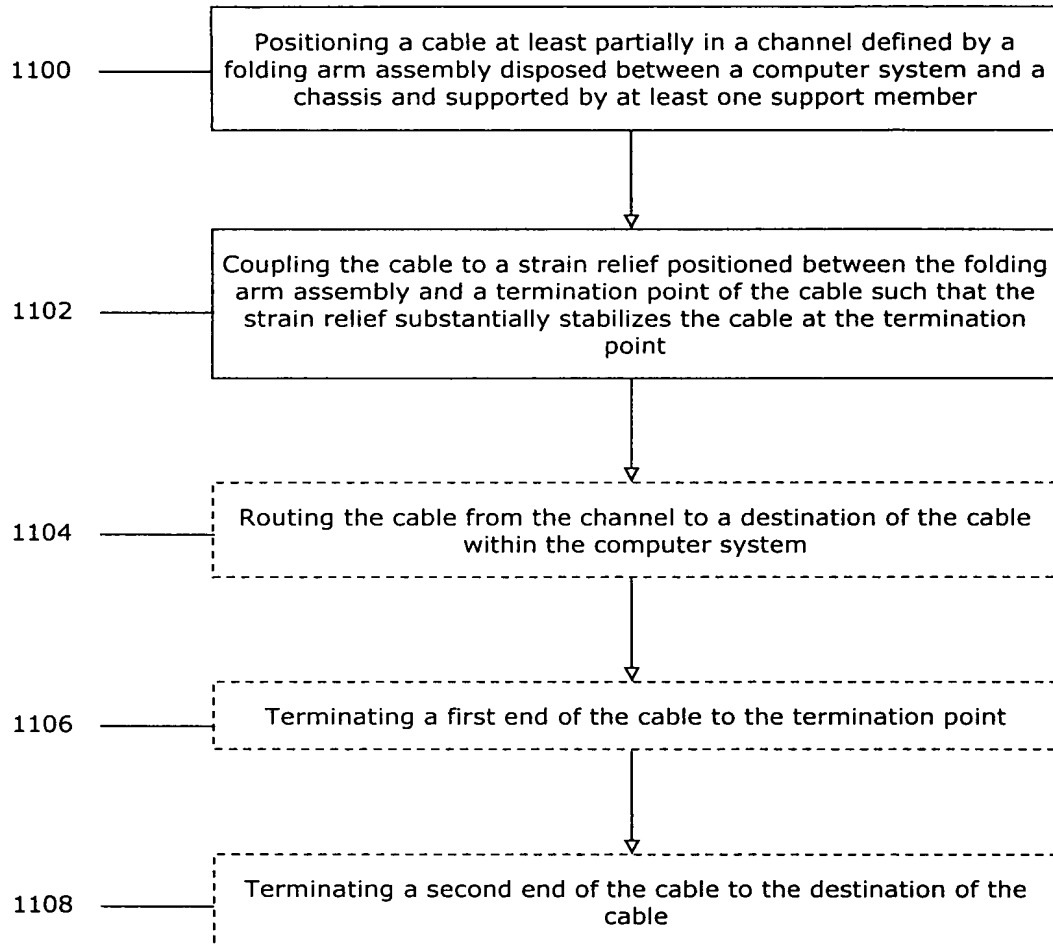 1100
Positioning a cable at least partially in a channel defined by a
folding arm assembly disposed between a computer system and a
chassis and supported by at least one support member
1102
Coupling the cable to a strain relief positioned between the folding
arm assembly and a termination point of the cable such that the
strain relief substantially stabilizes the cable at the termination
point
1104
Routing the cable from the channel to a destination of the cable
within the computer system
1106
Terminating a first end of the cable to the termination point
1108
Terminating a second end of the cable to the destination of the
cable